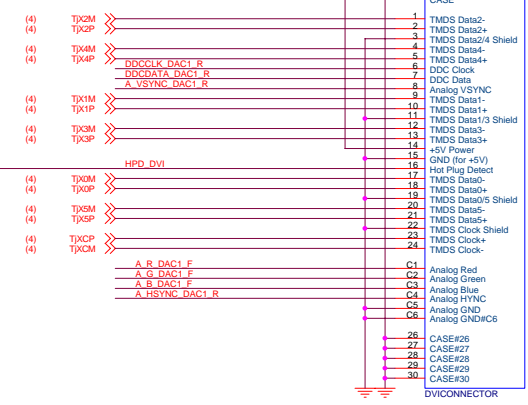 CASE
(4) TjX2M 1 TMDS Data2-
(4) TjX2P 2 TMDS Data2+
3 TMDS Data2/4 Shield
(4) TjX4M 4 TMDS Data4-
(4) TjX4P 5 TMDS Data4+
DDCCLK_DAC1_R 6 DDC Clock
DDCDATA_DAC1_R 7 DDC Data
A_VSYNC_DAC1_R 8 Analog VSYNC
(4) TjX1M 9 TMDS Data1-
(4) TjX1P 10 TMDS Data1+
11 TMDS Data1/3 Shield
(4) TjX3M 12 TMDS Data3-
(4) TjX3P 13 TMDS Data3+
14 +5V Power
15 GND (for +5V)
HPD_DVI 16 Hot Plug Detect
(4) TjX0M 17 TMDS Data0-
(4) TjX0P 18 TMDS Data0+
19 TMDS Data0/5 Shield
(4) TjX5M 20 TMDS Data5-
(4) TjX5P 21 TMDS Data5+
22 TMDS Clock Shield
(4) TjXCP 23 TMDS Clock+
(4) TjXCM 24 TMDS Clock-
A_R_DAC1_F C1 Analog Red
A_G_DAC1_F C2 Analog Green
A_B_DAC1_F C3 Analog Blue
A_HSYNC_DAC1_R C4 Analog HYNC
C5 Analog GND
C6 Analog GND#C6
26 CASE#26
27 CASE#27
28 CASE#28
29 CASE#29
30 CASE#30
DVICONNECTOR